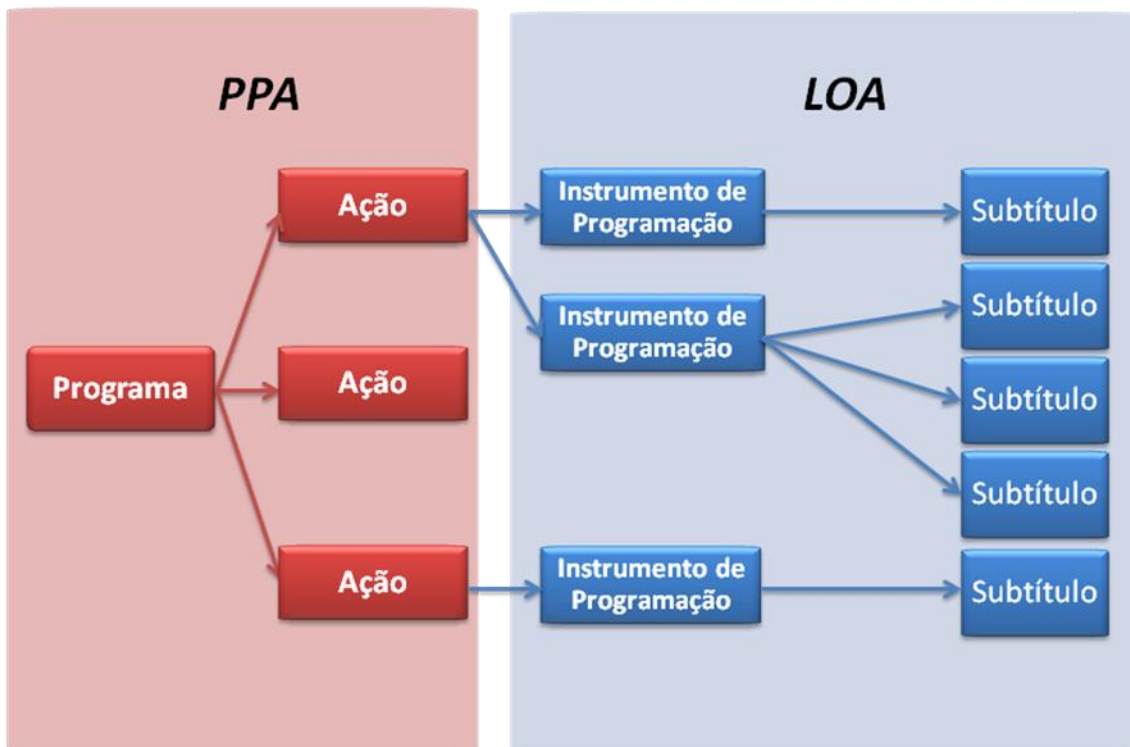 PPA
LOA
Ação
Instrumento de
Programação
Subtítulo
Subtítulo
Instrumento de
Programação
Programa
Ação
Subtítulo
Subtítulo
Ação
Instrumento de
Programação
Subtítulo